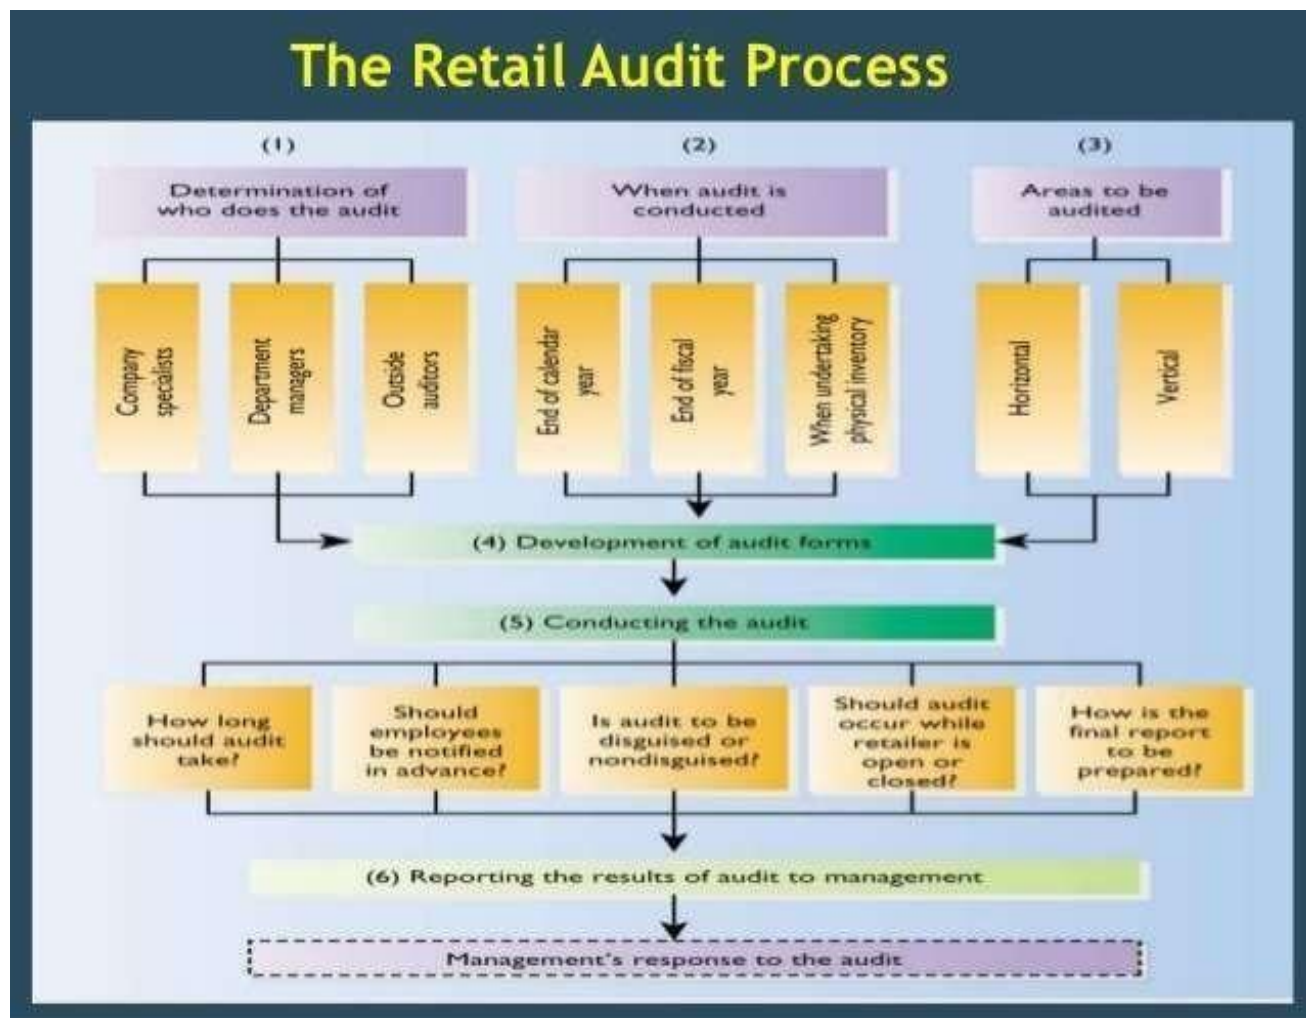 The Retail Audit Process
(1)
(2)
(3)
Determination of
who does the audit
When audit is
conducted
Areas to be
audited
Company
specialists
Department
managers
Outside
auditors
End of calendar
year
End of fiscal
year
When undertaking
physical inventory
Horizontal
Vertical
(4) Development of audit forms
(5) Conducting the audit
How long
should audit
take?
Should
employees
be notified
in advance?
Is audit to be
disguised or
nondisguised?
Should audit
occur while
retailer is
open or
closed?
How is the
final report
to be
prepared?
(6) Reporting the results of audit to management
Management's response to the audit